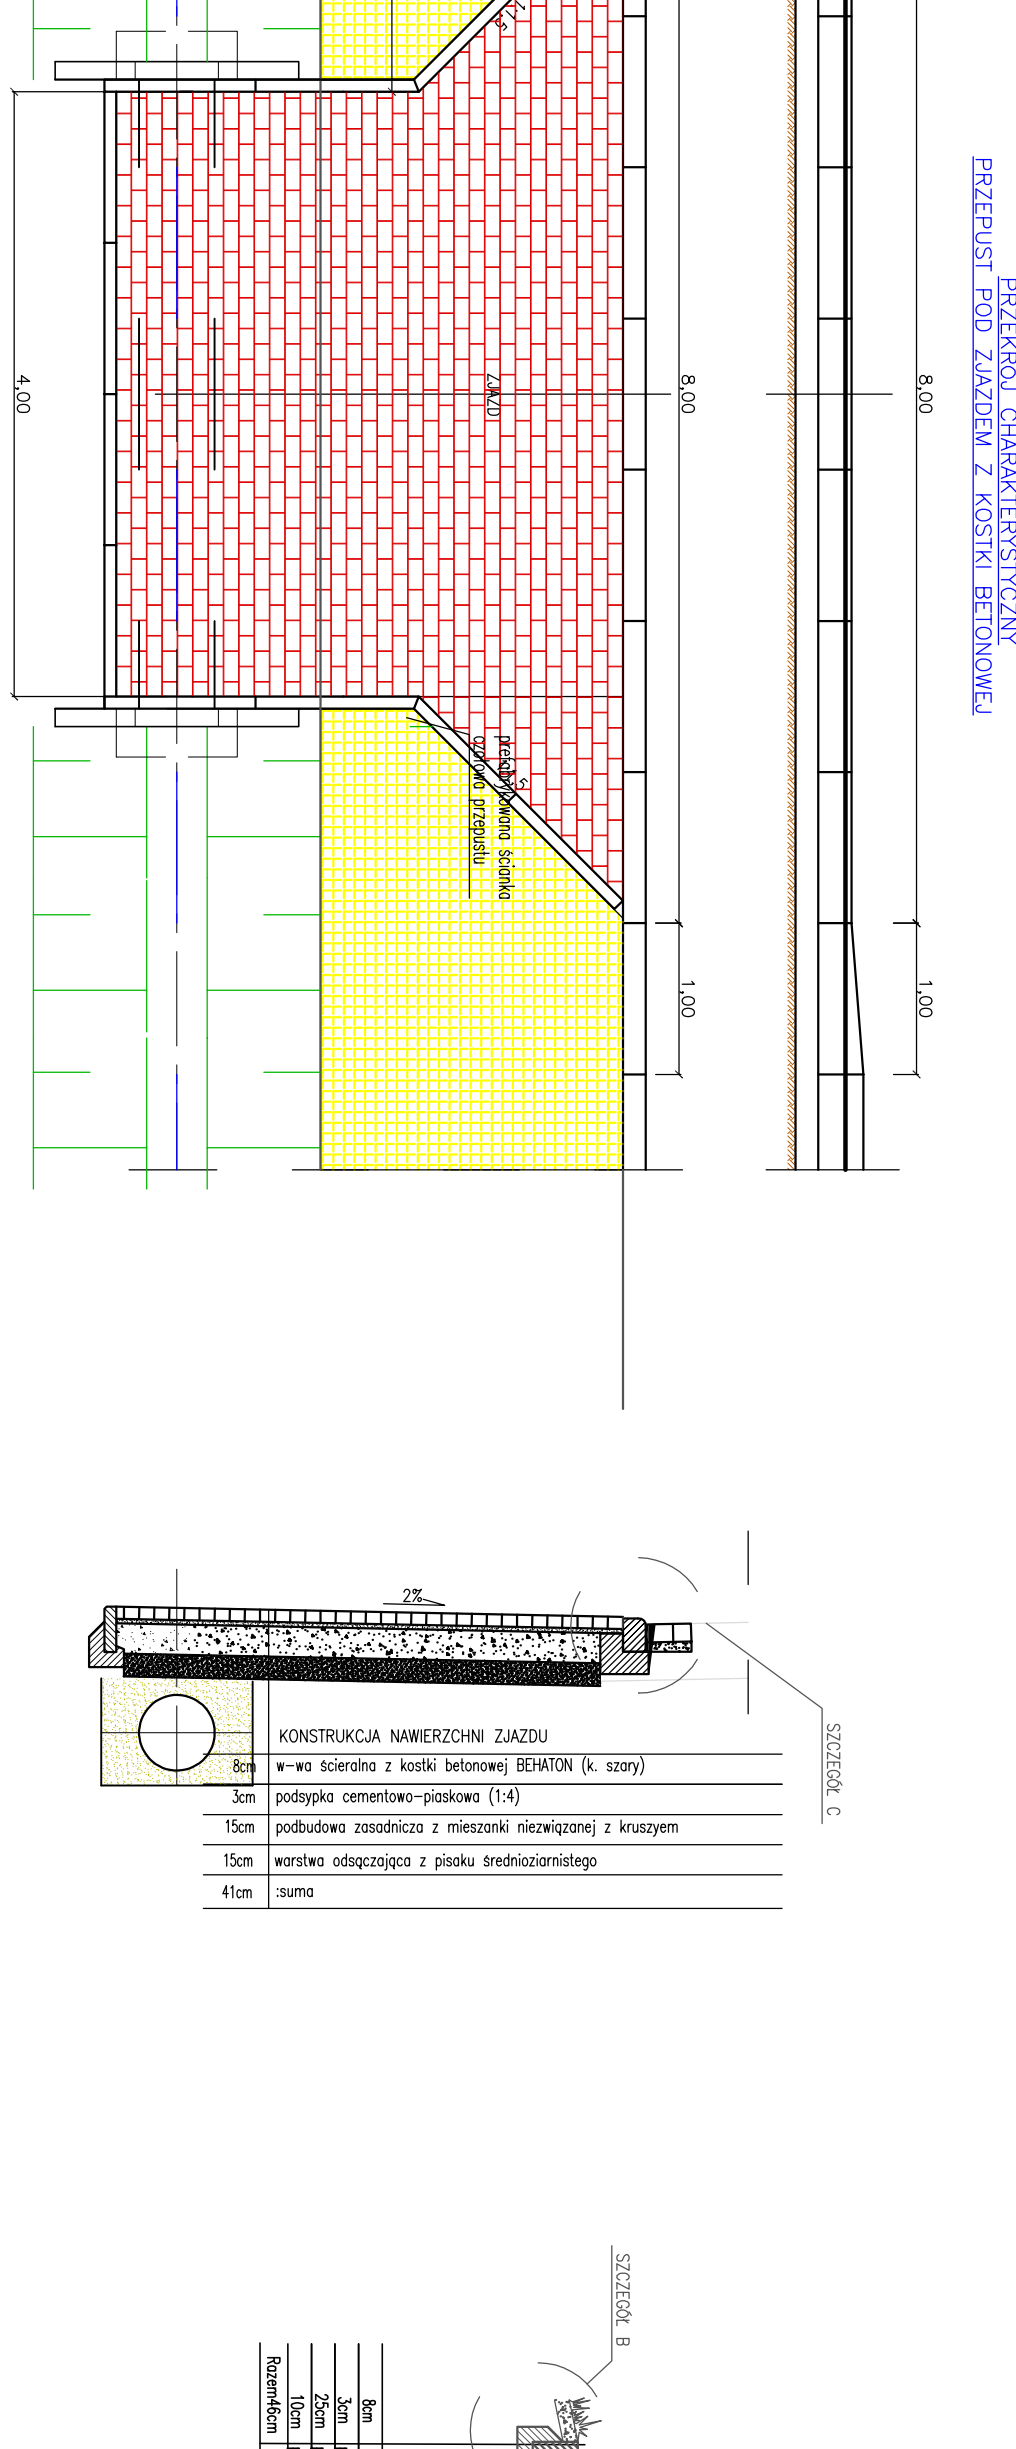 PRZEKRÓJ CHARAKTERYSTYCZNY
PRZEPUST POD ZJAZDEM Z KOSTKI BETONOWEJ
8,00
8,00
4,00
ZJAZD
1:1,5
prefabrykowana ścianka
czołowa przepustu
1,00
1,00
2%
SZCZEGÓŁ C
KONSTRUKCJA NAWIERZCHNI ZJAZDU
8cm w-wa ścieralna z kostki betonowej BEHATON (k. szary)
3cm podsypka cementowo-piaskowa (1:4)
15cm podbudowa zasadnicza z mieszanki niezwiązanej z kruszyem
15cm warstwa odsączająca z pisaku średnioziarnistego
41cm :suma
SZCZEGÓŁ B
8cm
3cm
25cm
10cm
Razem46cm